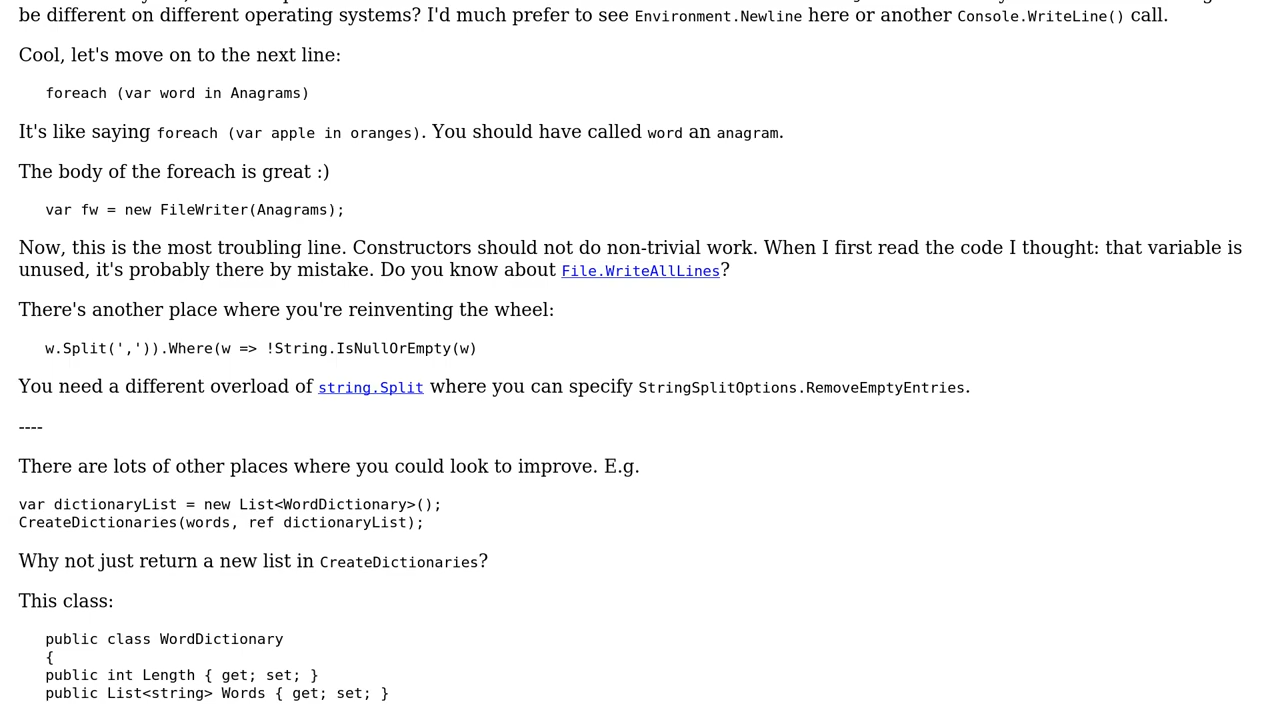 be different on different operating systems? I'd much prefer to see Environment.Newline here or another Console.WriteLine() call.
Cool, let's move on to the next line:
foreach (var word in Anagrams)
It's like saying foreach (var apple in oranges). You should have called word an anagram.
The body of the foreach is great :)
var fw = new FileWriter(Anagrams);
Now, this is the most troubling line. Constructors should not do non-trivial work. When I first read the code I thought: that variable is
unused, it's probably there by mistake. Do you know about File.WriteAllLines?
There's another place where you're reinventing the wheel:
w.Split(',')).Where(w => !String.IsNullOrEmpty(w)
You need a different overload of string.Split where you can specify StringSplitOptions.RemoveEmptyEntries.
----
There are lots of other places where you could look to improve. E.g.
var dictionaryList = new List<WordDictionary>();
CreateDictionaries(words, ref dictionaryList);
Why not just return a new list in CreateDictionaries?
This class:
public class WordDictionary
{
public int Length { get; set; }
public List<string> Words { get; set; }